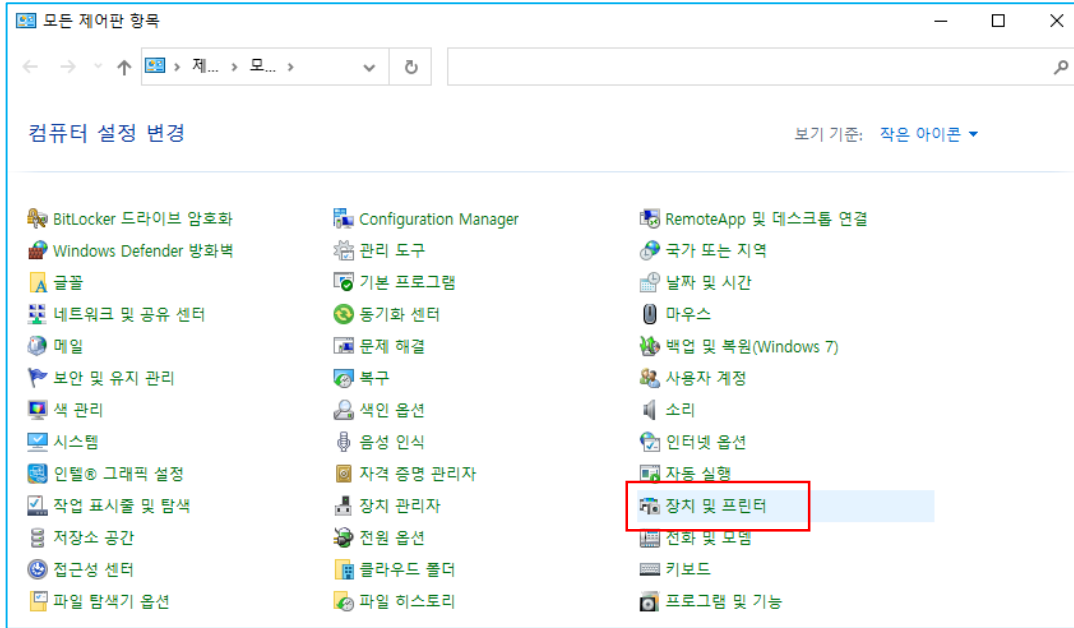 모든 제어판 항목
제... 모...
컴퓨터 설정 변경
보기 기준: 작은 아이콘
BitLocker 드라이브 암호화
Configuration Manager
RemoteApp 및 데스크톱 연결
Windows Defender 방화벽
관리 도구
국가 또는 지역
글꼴
기본 프로그램
날짜 및 시간
네트워크 및 공유 센터
동기화 센터
마우스
메일
문제 해결
백업 및 복원(Windows 7)
보안 및 유지 관리
복구
사용자 계정
색 관리
색인 옵션
소리
시스템
음성 인식
인터넷 옵션
인텔® 그래픽 설정
자격 증명 관리자
자동 실행
작업 표시줄 및 탐색
장치 관리자
장치 및 프린터
저장소 공간
전원 옵션
전화 및 모뎀
접근성 센터
클라우드 폴더
키보드
파일 탐색기 옵션
파일 히스토리
프로그램 및 기능